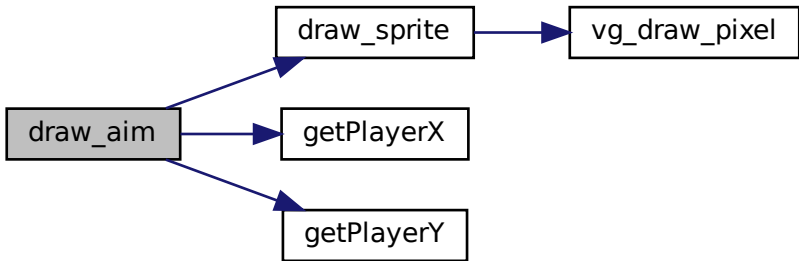 draw_sprite
vg_draw_pixel
draw_aim
getPlayerX
getPlayerY